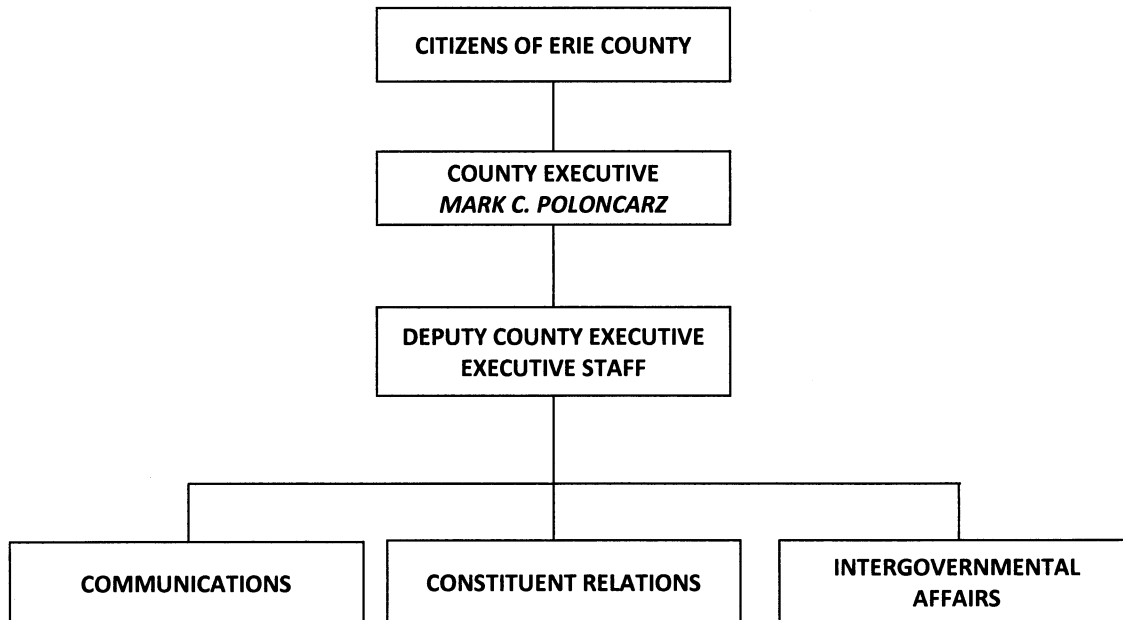 CITIZENS OF ERIE COUNTY
COUNTY EXECUTIVE
MARK C. POLONCARZ
DEPUTY COUNTY EXECUTIVE
EXECUTIVE STAFF
COMMUNICATIONS
CONSTITUENT RELATIONS
INTERGOVERNMENTAL
AFFAIRS